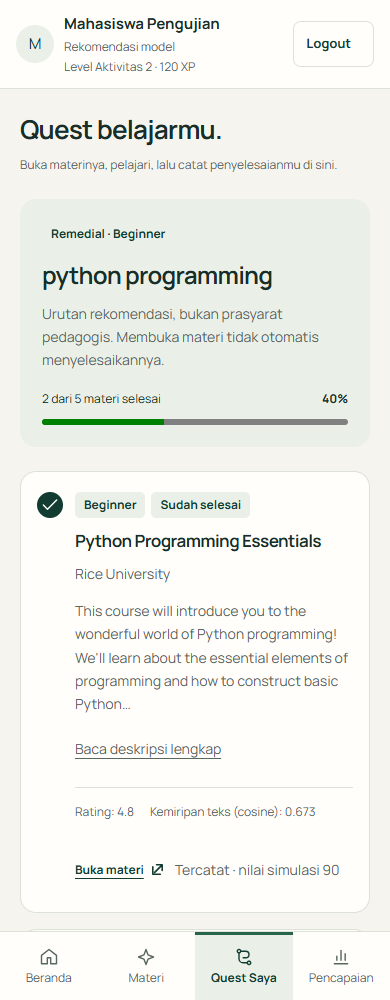 M
Mahasiswa Pengujian
Rekomendasi model
Level Aktivitas 2 · 120 XP
Logout
Quest belajarmu.
Buka materinya, pelajari, lalu catat penyelesaianmu di sini.
Remedial · Beginner
python programming
Urutan rekomendasi, bukan prasyarat
pedagogis. Membuka materi tidak otomatis
menyelesaikannya.
2 dari 5 materi selesai 40%
Beginner Sudah selesai
Python Programming Essentials
Rice University
This course will introduce you to the
wonderful world of Python programming!
We'll learn about the essential elements of
programming and how to construct basic
Python...
Baca deskripsi lengkap
Rating: 4.8 Kemiripan teks (cosine): 0.673
Buka materi Tercatat · nilai simulasi 90
Beranda Materi Quest Saya Pencapaian